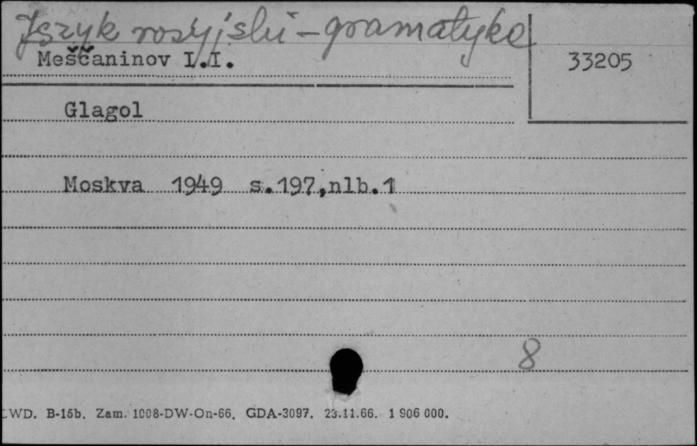 Język rosyjski - gramatyka
Meščaninov I.I.
33205
Glagol
Moskva 1949 s.197,nlb.1
8
LWD. B-15b. Zam. 1008-DW-On-66. GDA-3097. 23.11.66. 1 906 000.